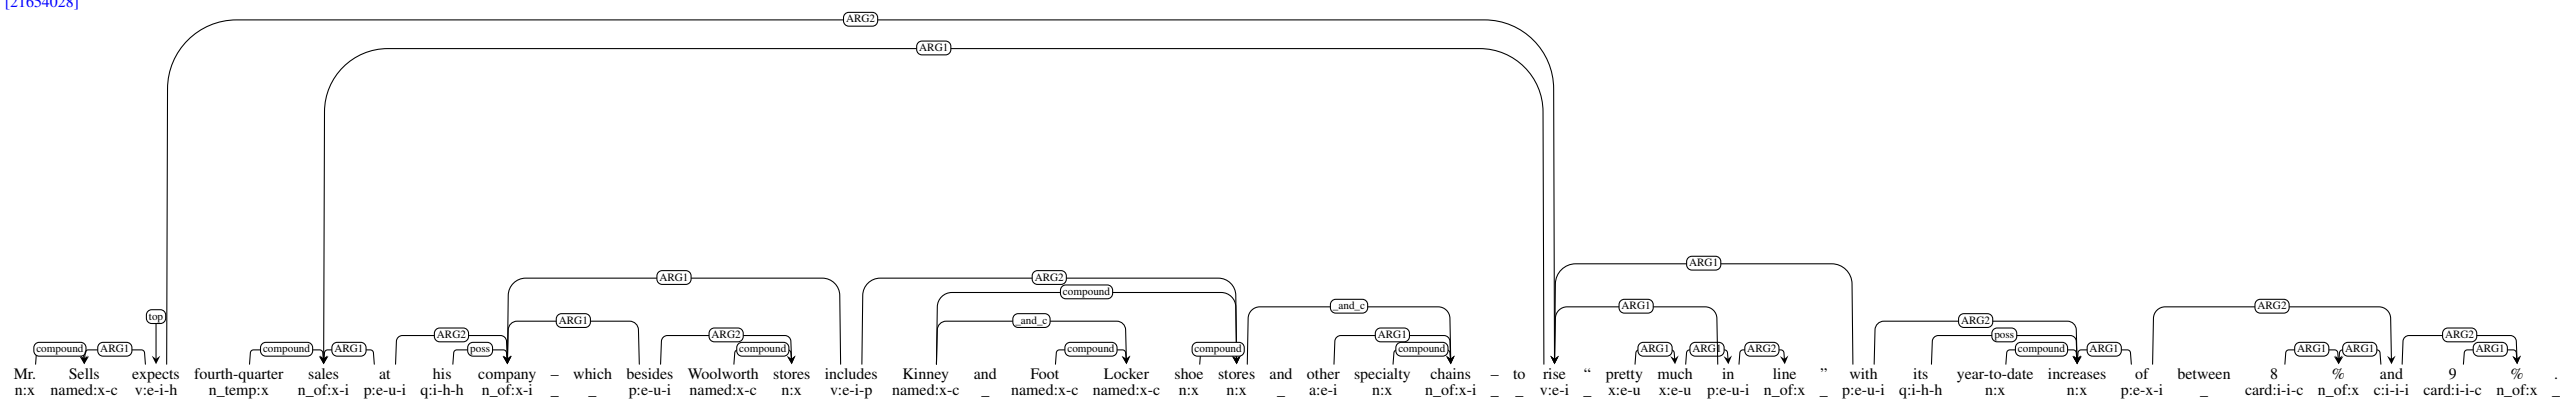 [21654028]
ARG2
ARG1
ARG1
ARG1 ARG2
compound
top ARG1 _and_c _and_c ARG1 ARG2 ARG2
ARG2 ARG2 ARG1 poss ARG2
compound ARG1 compound ARG1 poss compound compound compound compound ARG1 ARG1 ARG2 compound ARG1 ARG1 ARG1 ARG1
Mr. Sells expects fourth-quarter sales at his company – which besides Woolworth stores includes Kinney and Foot Locker shoe stores and other specialty chains – to rise “ pretty much in line ” with its year-to-date increases of between 8 % and 9 % .
n:x named:x-c v:e-i-h n_temp:x n_of:x-i p:e-u-i q:i-h-h n_of:x-i _ _ p:e-u-i named:x-c n:x v:e-i-p named:x-c _ named:x-c named:x-c n:x n:x _ a:e-i n:x n_of:x-i _ _ v:e-i _ x:e-u x:e-u p:e-u-i n_of:x _ p:e-u-i q:i-h-h n:x n:x p:e-x-i _ card:i-i-c n_of:x c:i-i-i card:i-i-c n_of:x _